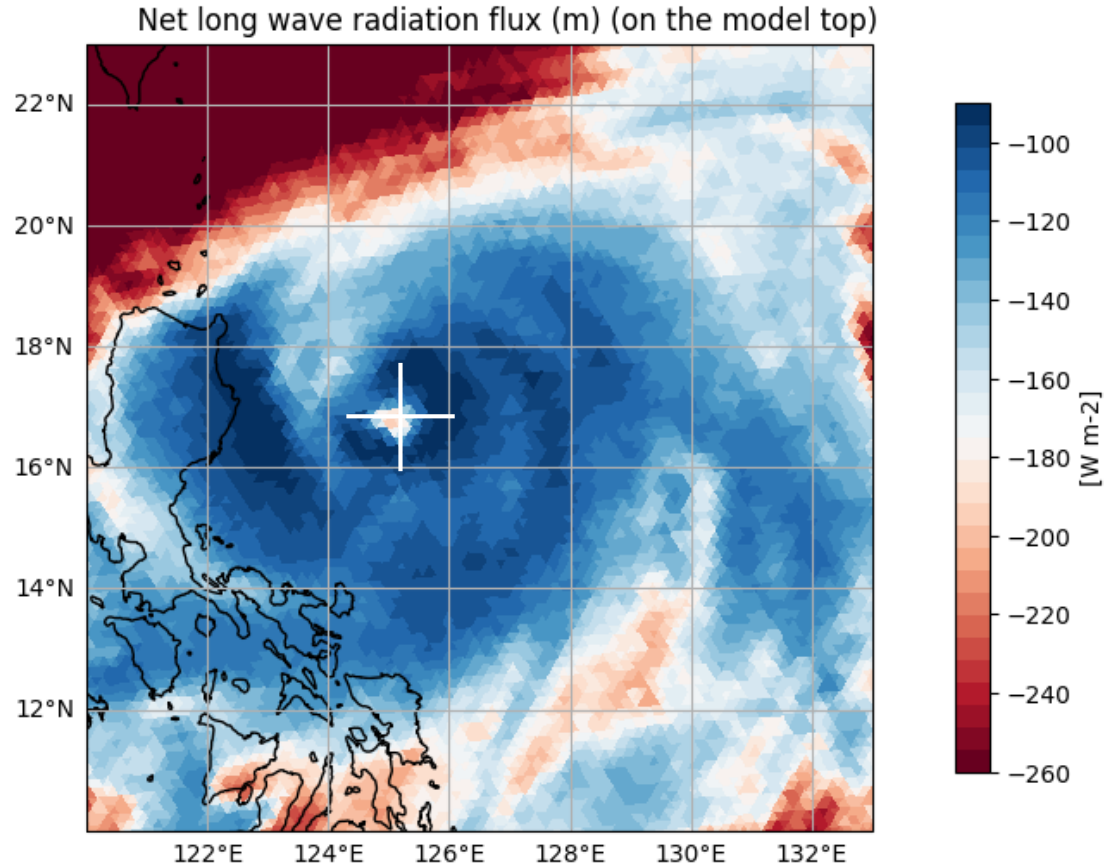 Net long wave radiation flux (m) (on the model top)
22°N
20°N
18°N
16°N
14°N
12°N
122°E 124°E 126°E 128°E 130°E 132°E
−100
−120
−140
−160
−180
−200
−220
−240
−260
[W m-2]